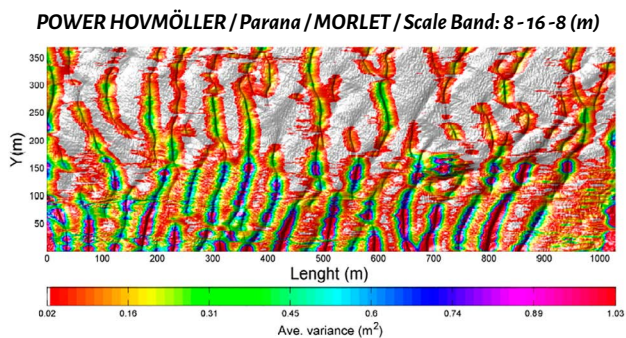 POWER HOVMÖLLER / Parana / MORLET / Scale Band: 8 - 16 -8 (m)
350
300
250
200
150
100
50
Y(m)
0 100 200 300 400 500 600 700 800 900 1000
Lenght (m)
0.02 0.16 0.31 0.45 0.6 0.74 0.89 1.03
Ave. variance (m²)